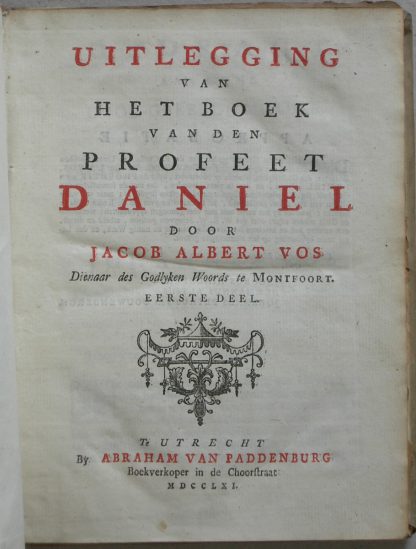 UITLEGGING
VAN
HET BOEK
VAN DEN
PROFEET
DANIEL
DOOR
JACOB ALBERT VOS
Dienaar des Godlyken Woords te MONTFOORT.
EERSTE DEEL.
Te UTRECHT
By ABRAHAM VAN PADDENBURG
Boekverkoper in de Choorstraat
MDCCLXI.